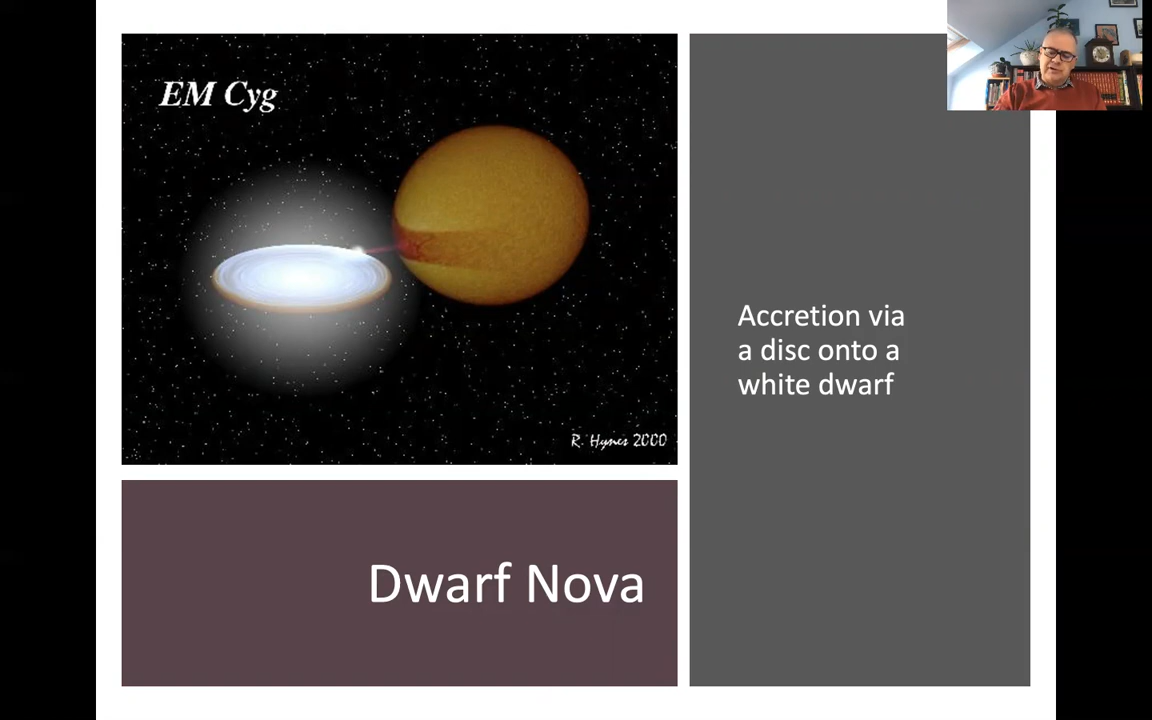 EM Cyg
R. Hynes 2000
Accretion via
a disc onto a
white dwarf
Dwarf Nova